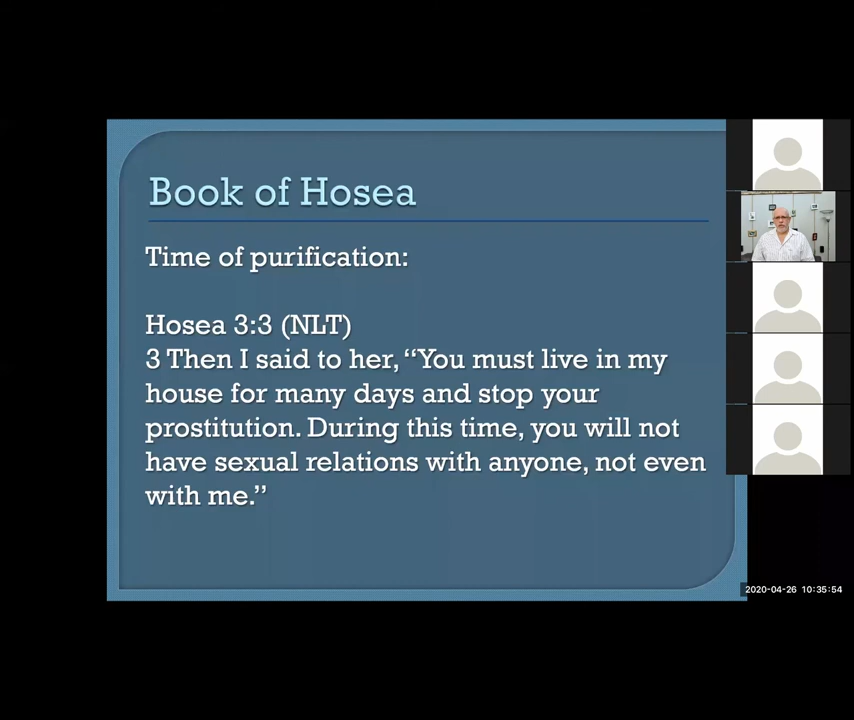 Book of Hosea
Time of purification:
Hosea 3:3 (NLT)
3 Then I said to her, “You must live in my
house for many days and stop your
prostitution. During this time, you will not
have sexual relations with anyone, not even
with me.”
2020-04-26 10:35:54